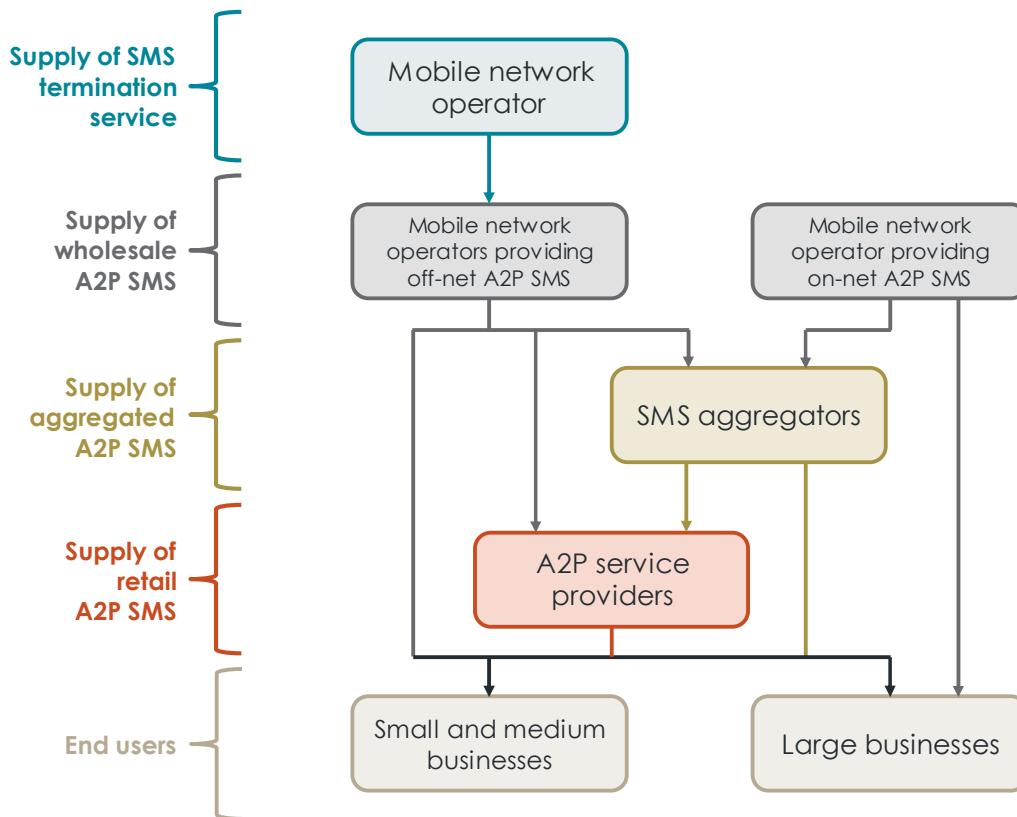 Supply of SMS
termination
service
Mobile network
operator
Supply of
wholesale
A2P SMS
Mobile network
operators providing
off-net A2P SMS
Mobile network
operator providing
on-net A2P SMS
Supply of
aggregated
A2P SMS
SMS aggregators
Supply of
retail
A2P SMS
A2P service
providers
End users
Small and medium
businesses
Large businesses